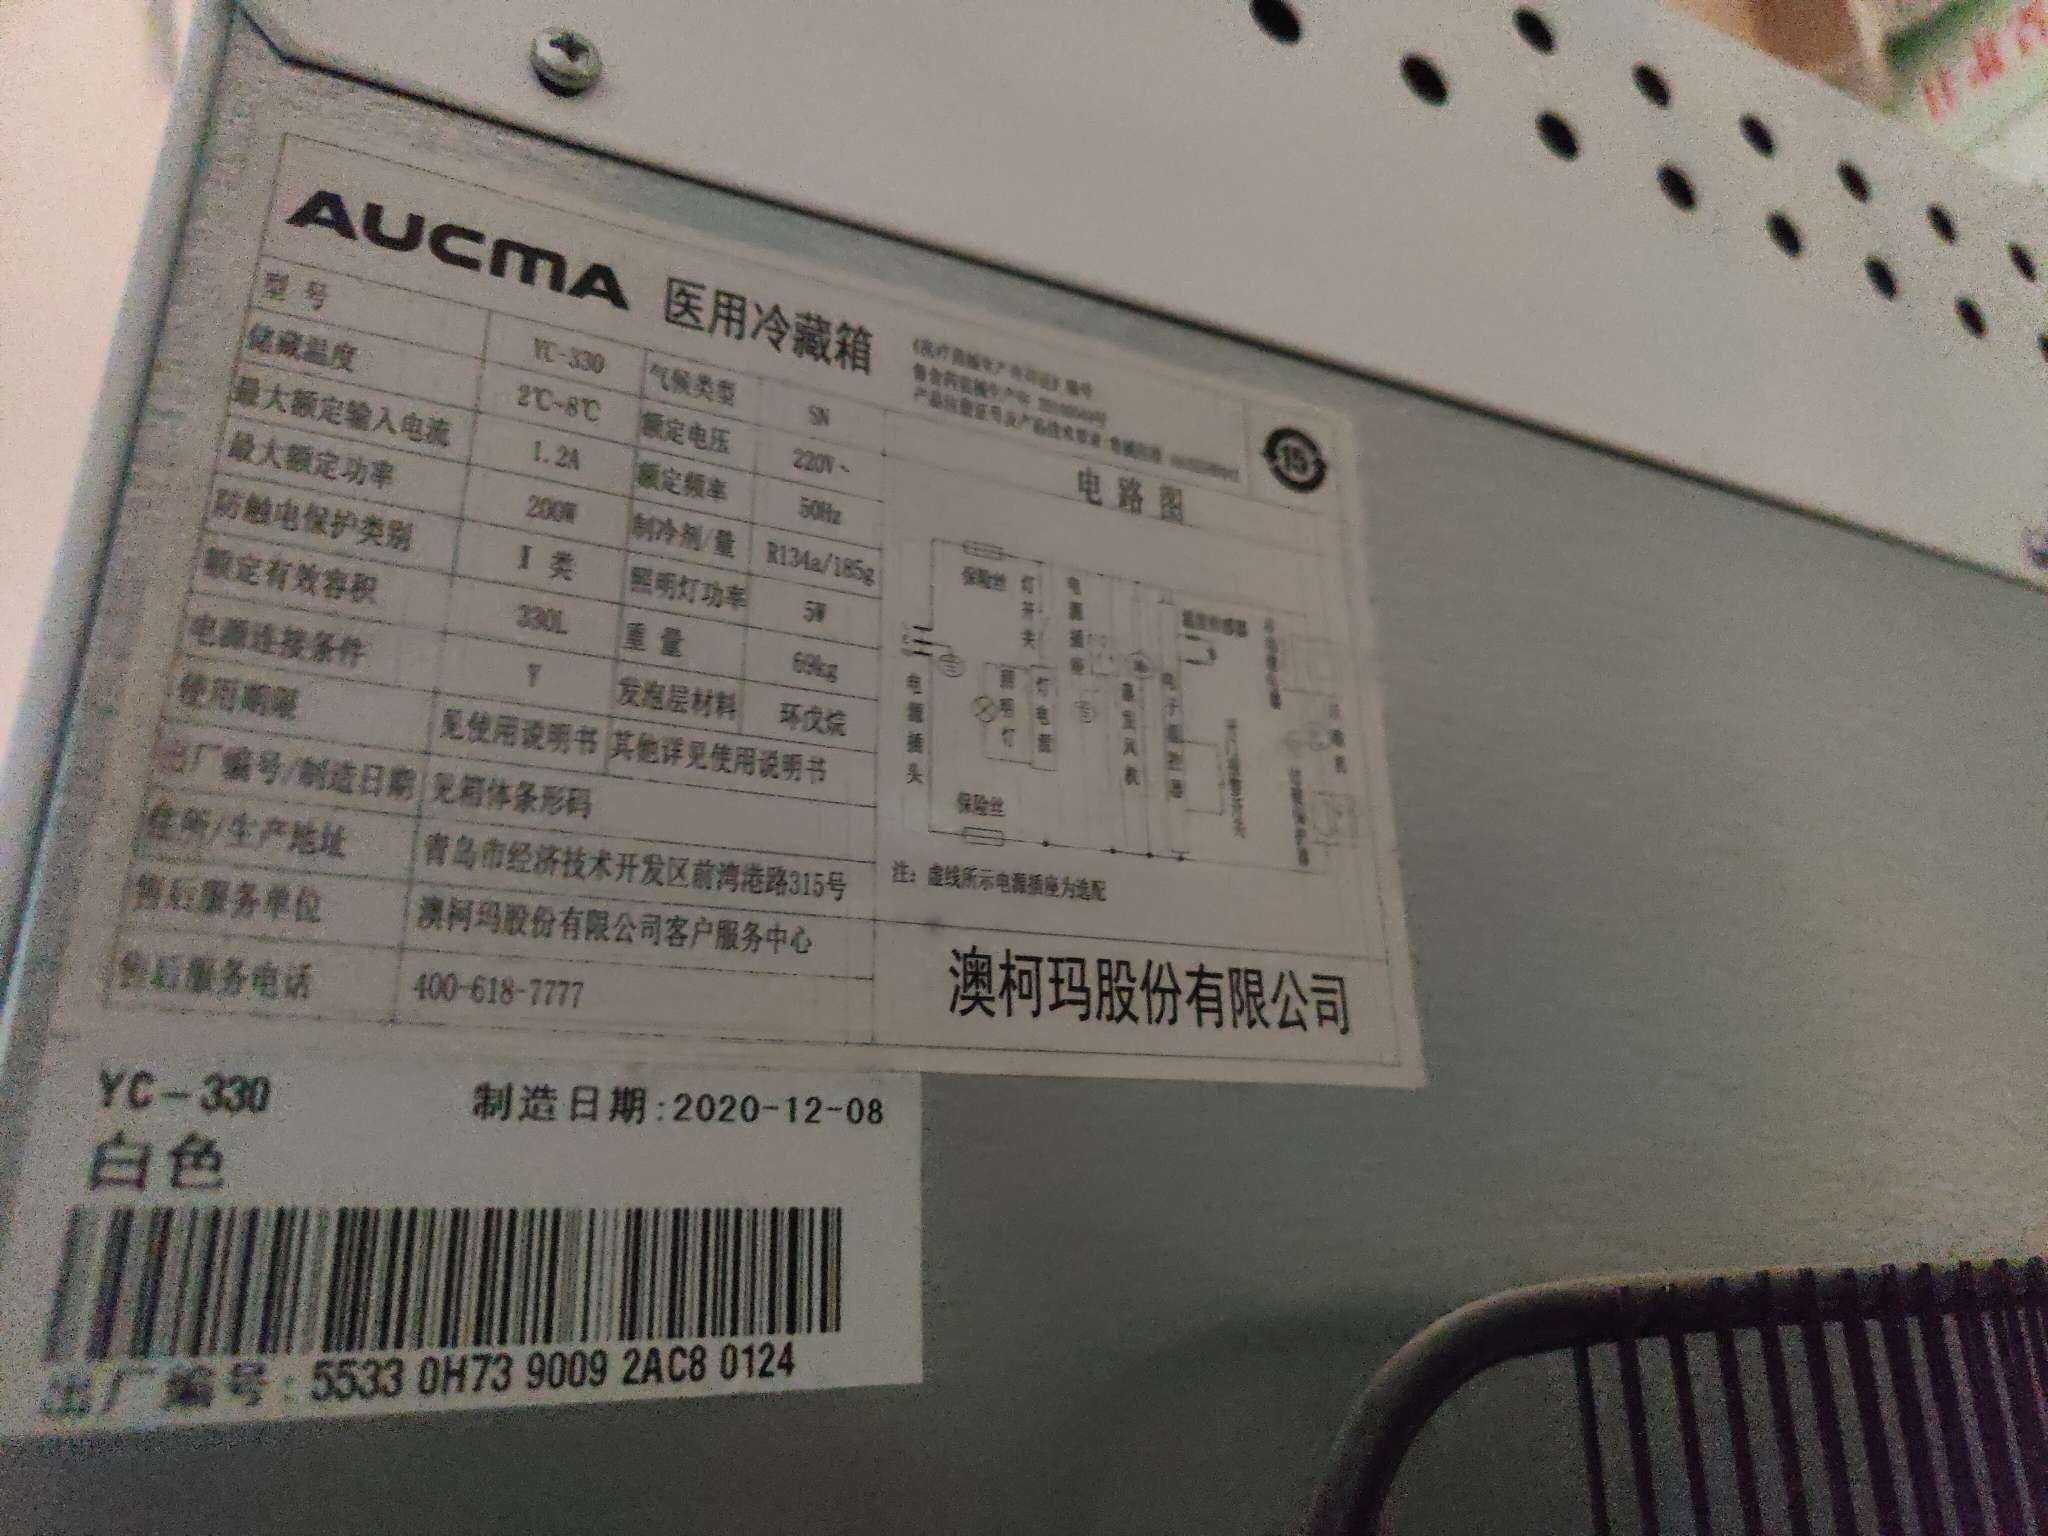 AUCMA 医用冷藏箱
15
型号 YC-330 气候类型 SN
储藏温度 2℃~8℃ 额定电压 220V~
最大额定输入电流 1.2A 额定频率 50Hz
最大额定功率 200W 制冷剂/量 R134a/185g
防触电保护类别 I 类 照明灯功率 5W
额定有效容积 330L 重量 69kg
电源连接条件 Y 发泡层材料 环戊烷
使用 见使用说明书 其他详见使用说明书
出厂编号/制造日期 见箱体条形码
住所/生产地址 青岛市经济技术开发区前湾港路315号
售后服务单位 澳柯玛股份有限公司客户服务中心
售后服务电话 400-618-7777
电路图
保险丝
灯开关
电源插座
电源插头
照明灯
保险丝
注：虚线所示电源插座为选配
澳柯玛股份有限公司
YC-330 制造日期:2020-12-08
白色
出厂编号: 5533 0H73 9009 2AC8 0124